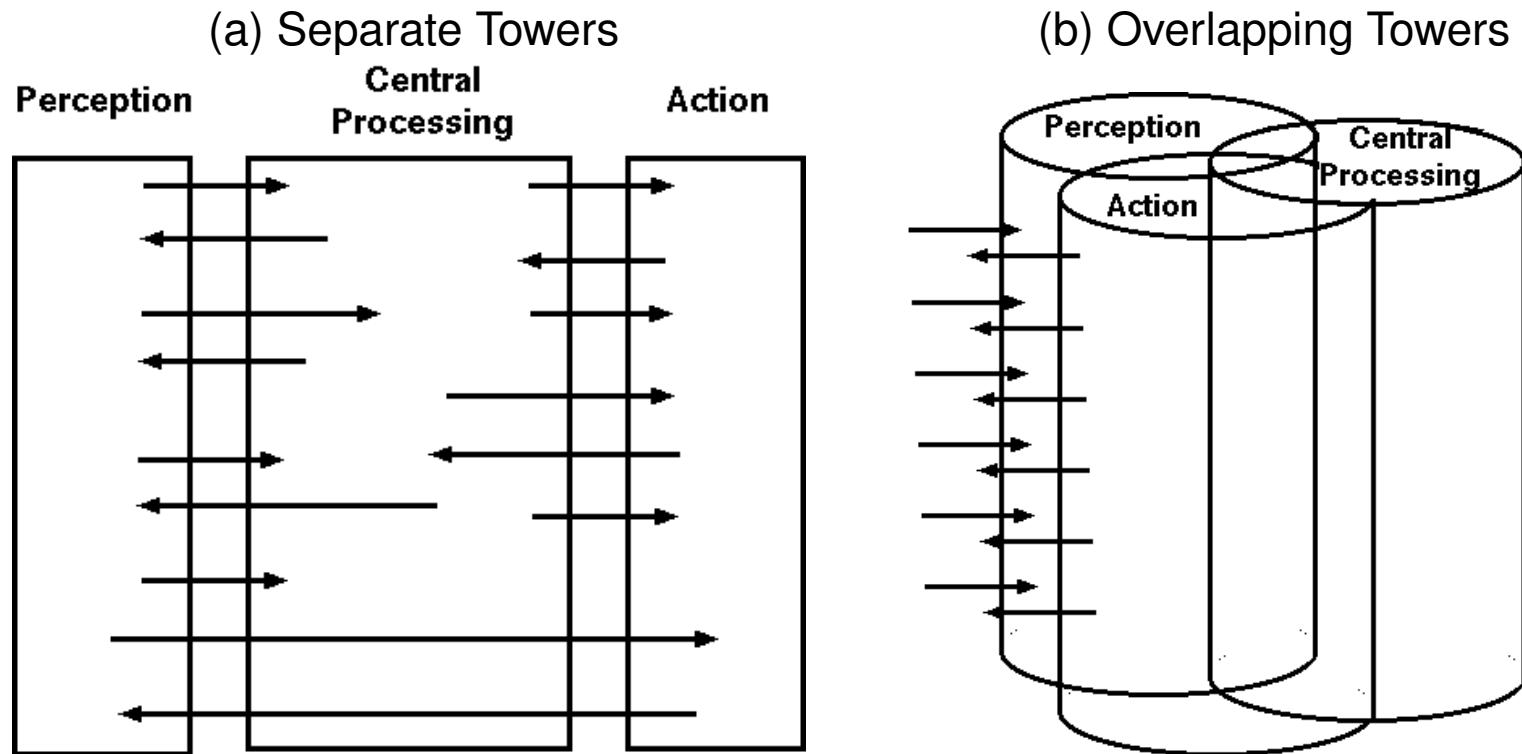 (a) Separate Towers
Perception
Central
Processing
Action
(b) Overlapping Towers
Perception
Central
Processing
Action